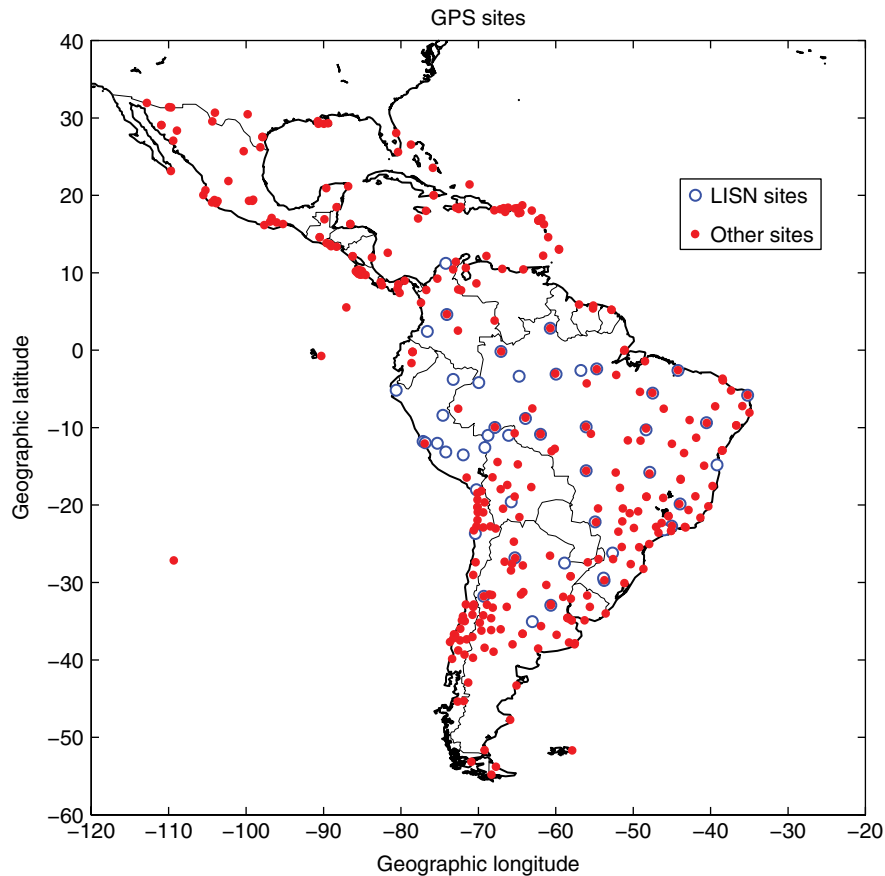 GPS sites
40
30
20
10
0
−10
−20
−30
−40
−50
−60
Geographic latitude
LISN sites
Other sites
−120 −110 −100 −90 −80 −70 −60 −50 −40 −30 −20
Geographic longitude